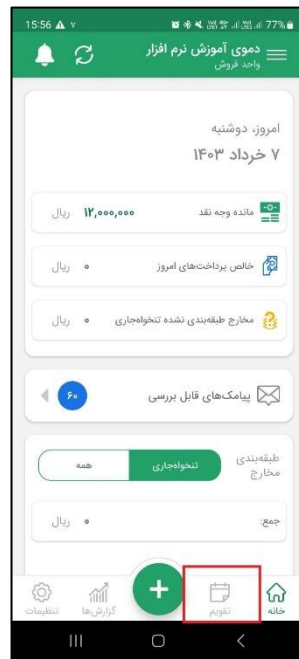 15:56
77%
دموی آموزش نرم افزار
واحد فروش
امروز، دوشنبه
۷ خرداد ۱۴۰۳
مانده وجه نقد ۱۲,۰۰۰,۰۰۰ ریال
خالص پرداخت‌های امروز ۰ ریال
مخارج طبقه‌بندی نشده تنخواه‌جاری ۰ ریال
پیامک‌های قابل بررسی ۶۰
طبقه‌بندی مخارج
تنخواه‌جاری همه
جمع: ۰ ریال
خانه تقویم + گزارش‌ها تنظیمات